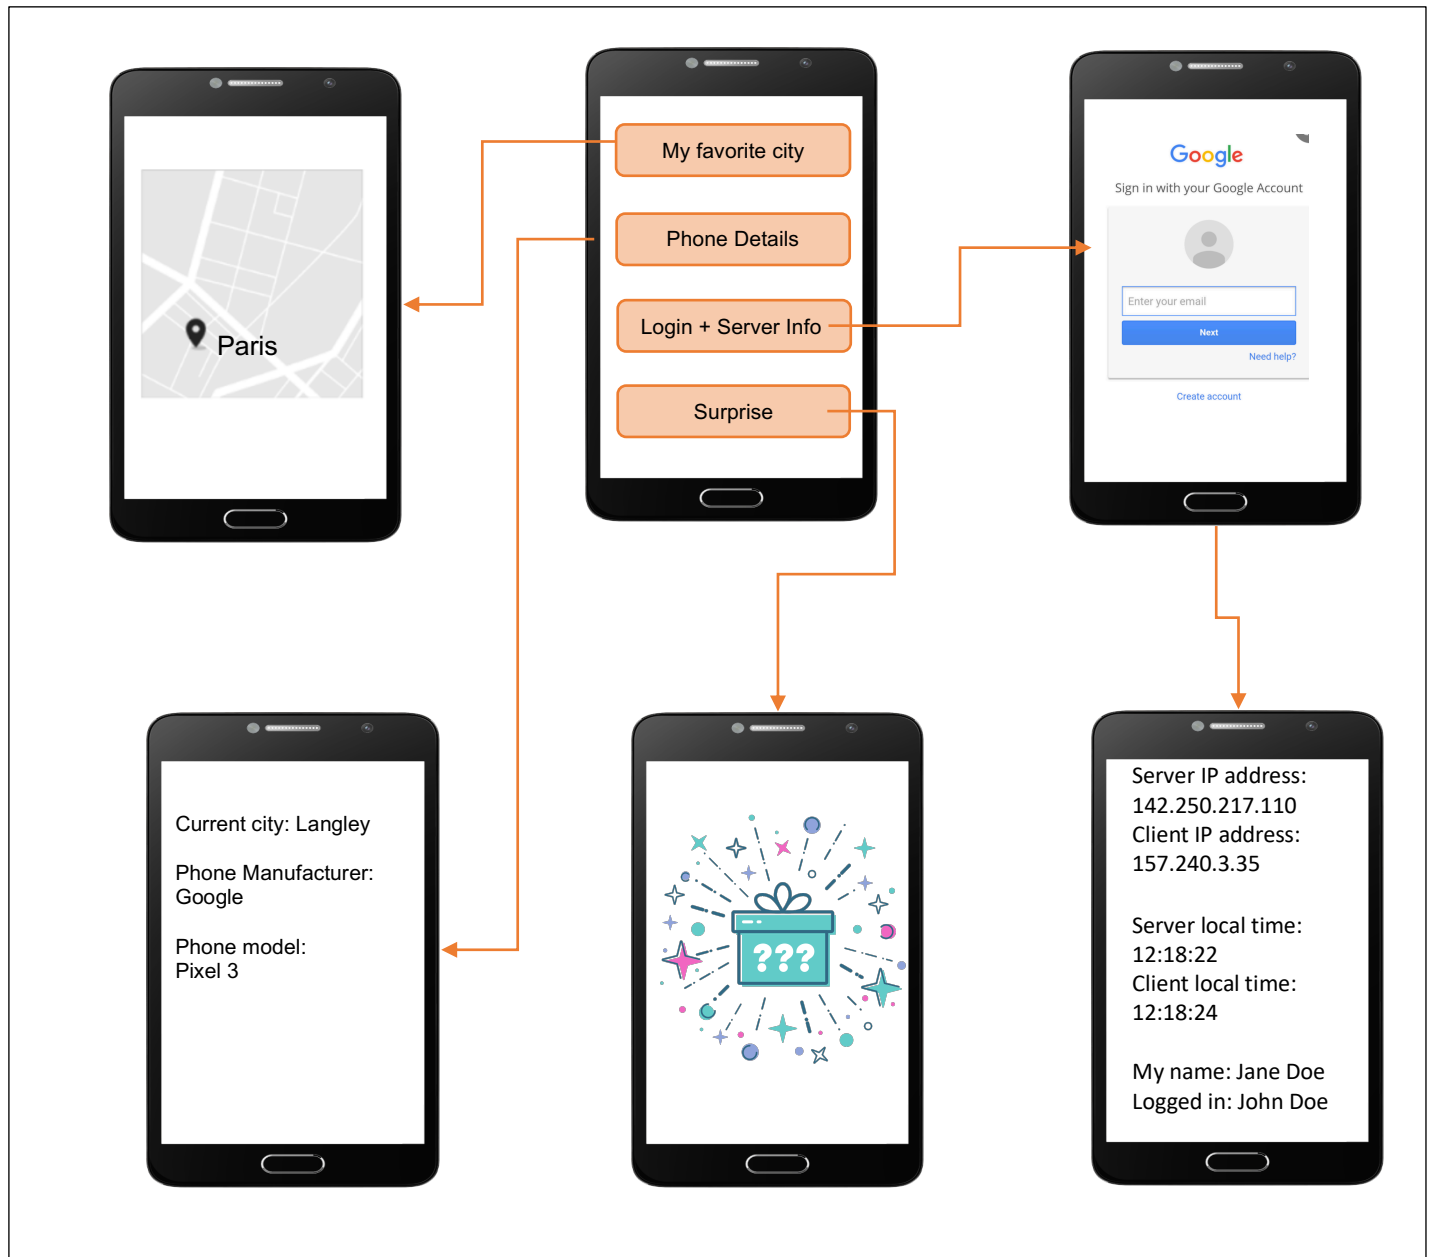 My favorite city
Phone Details
Login + Server Info
Surprise
Paris
Google
Sign in with your Google Account
Enter your email
Next
Need help?
Create account
Current city: Langley
Phone Manufacturer:
Google
Phone model:
Pixel 3
???
Server IP address:
142.250.217.110
Client IP address:
157.240.3.35
Server local time:
12:18:22
Client local time:
12:18:24
My name: Jane Doe
Logged in: John Doe